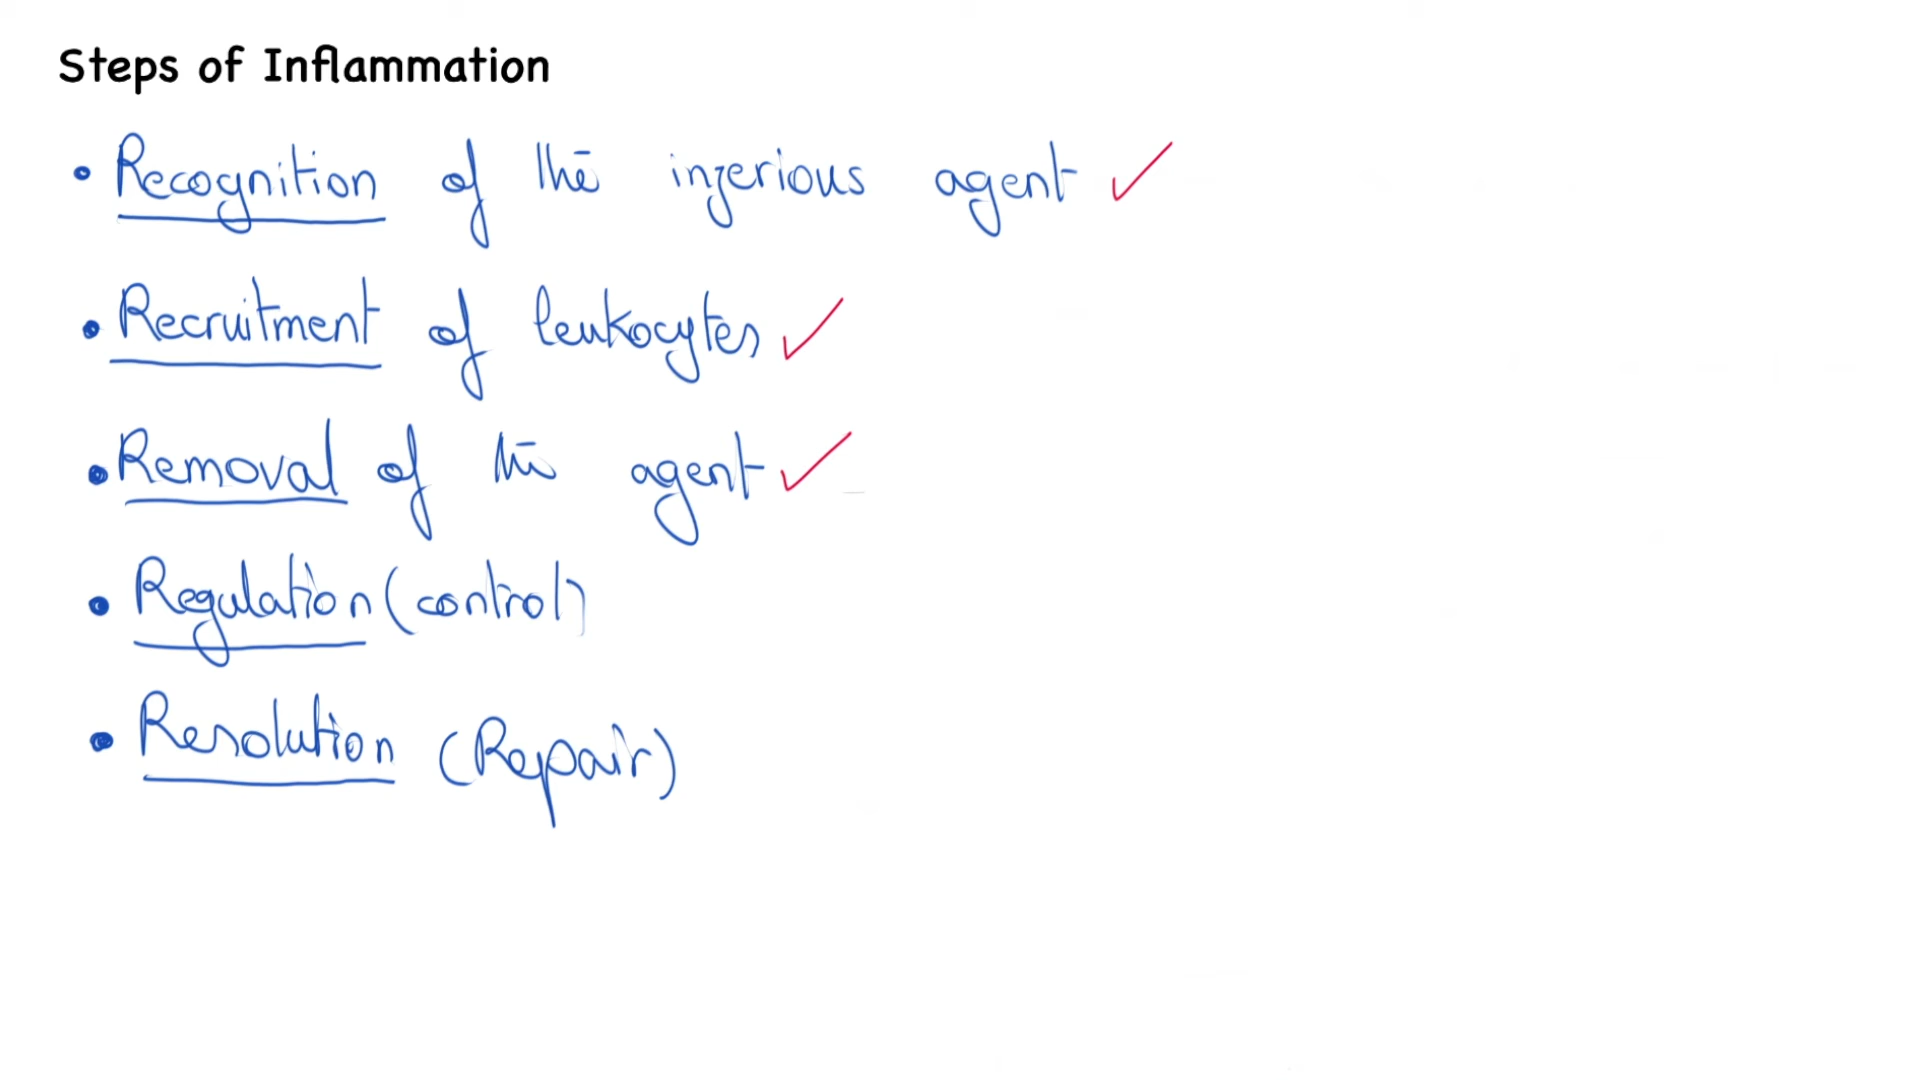 Steps of Inflammation
• Recognition of the injerious agent ✓
• Recruitment of leukocytes ✓
• Removal of the agent ✓
• Regulation (control)
• Resolution (Repair)